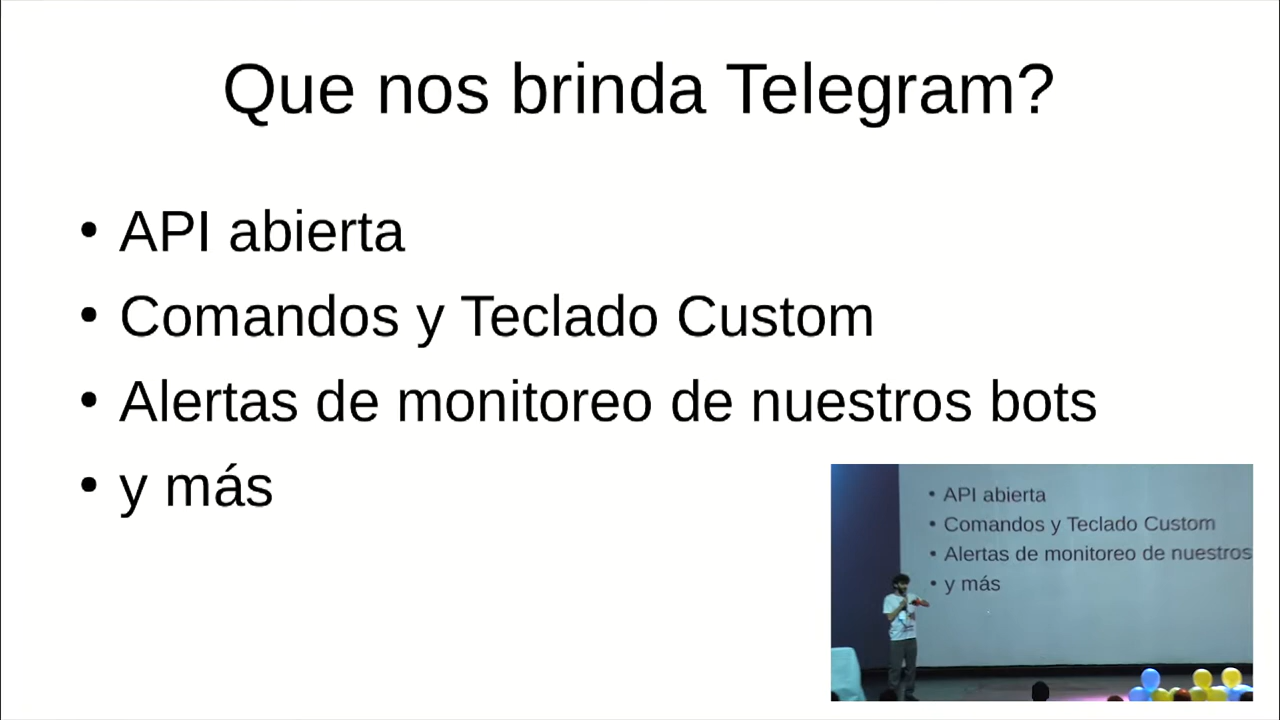 Que nos brinda Telegram?
• API abierta
• Comandos y Teclado Custom
• Alertas de monitoreo de nuestros bots
• y más
• API abierta
• Comandos y Teclado Custom
• Alertas de monitoreo de nuestros
• y más